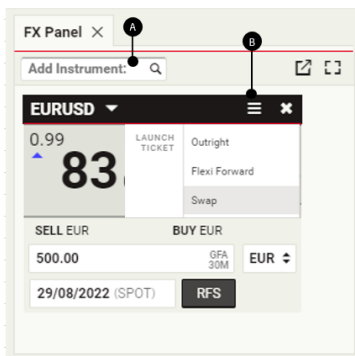 FX Panel
A
B
Add Instrument:
EURUSD
0.99
83
LAUNCH
TICKET
Outright
Flexi Forward
Swap
SELL EUR BUY EUR
500.00 GFA
30M EUR
29/08/2022 (SPOT) RFS